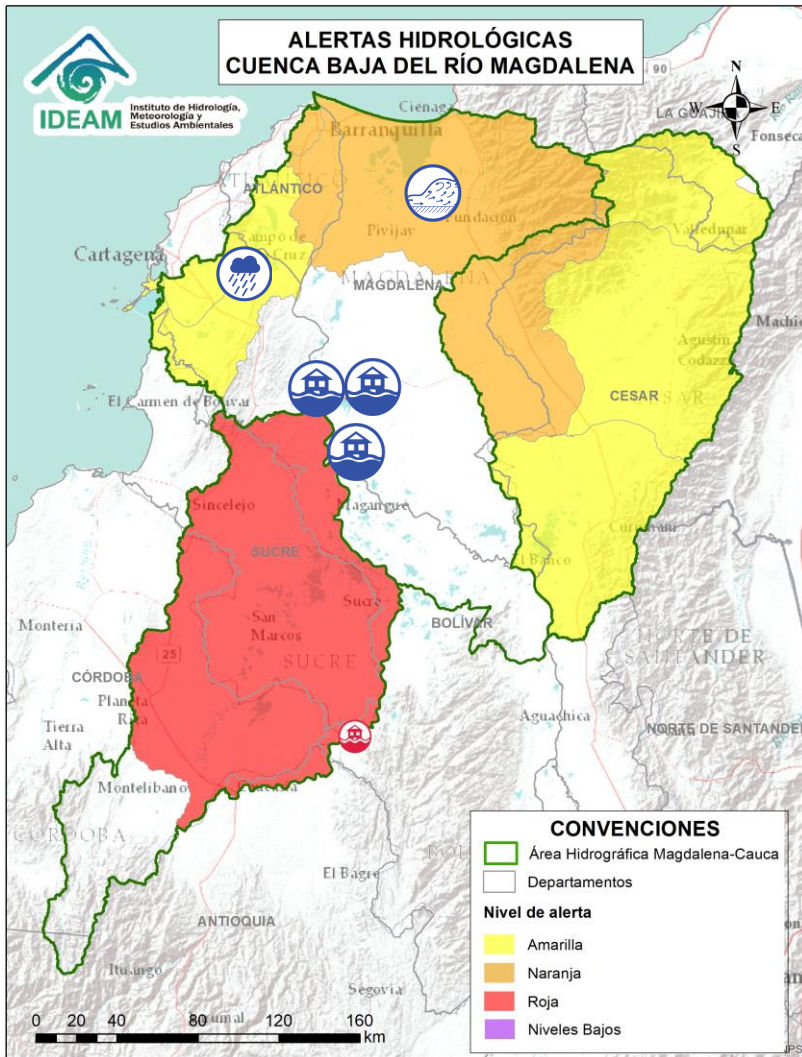 ALERTAS HIDROLÓGICAS
CUENCA BAJA DEL RÍO MAGDALENA
IDEAM
Instituto de Hidrología,
Meteorología y
Estudios Ambientales
N
W
E
S
90
Ciénaga
LA GUAJIRA
Barranquilla
Fonseca
ATLÁNTICO
Fundación
Valledupar
Pivijay
Campo de
Cruz
Cartagena
MAGDALENA
MAGDALENA
Agustín
Codazzi
El Carmen de Bolívar
CESAR
Sincelejo
Magangue
SUCRE
El Banco
Sucre
San
Marcos
BOLÍVAR
Montería
25
SUCRE
NORTE DE
SANTANDER
CÓRDOBA
Planeta
Rica
Aguachica
Tierra
Alta
NORTE DE SANTANDER
Montelibano
CÓRDOBA
El Bagre
ANTIOQUIA
Ituango
Segovia
0 20 40 80 120 160
km
CONVENCIONES
Área Hidrográfica Magdalena-Cauca
Departamentos
Nivel de alerta
Amarilla
Naranja
Roja
Niveles Bajos